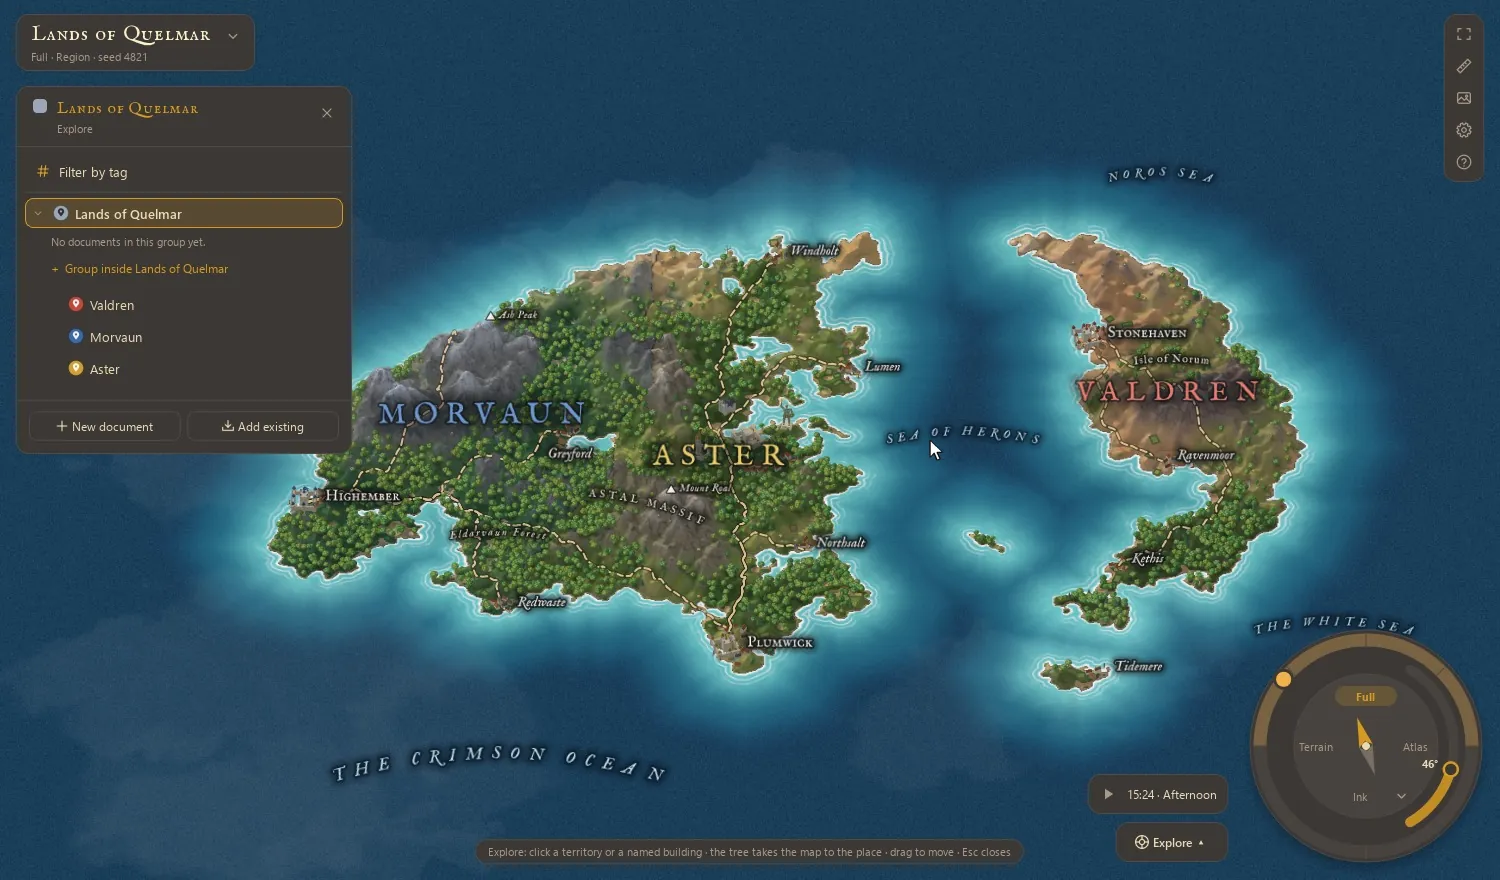 Lands of Quelmar
Full · Region · seed 4821
Lands of Quelmar
Explore
# Filter by tag
Lands of Quelmar
No documents in this group yet.
+ Group inside Lands of Quelmar
Valdren
Morvaun
Aster
+ New document
Add existing
NOROS SEA
Windholt
Ash Peak
Stonehaven
Isle of Norum
Lumen
VALDREN
MORVAUN
SEA OF HERONS
ASTER
Greyford
Ravenmoor
Mount Roal
Highember
ASTAL MASSIF
Eldorvaun Forest
Northsalt
Kethis
Redwaste
THE WHITE SEA
Plumwick
Tidemere
THE CRIMSON OCEAN
Full
Terrain
Atlas
46°
Ink
15:24 · Afternoon
Explore
Explore: click a territory or a named building · the tree takes the map to the place · drag to move · Esc closes